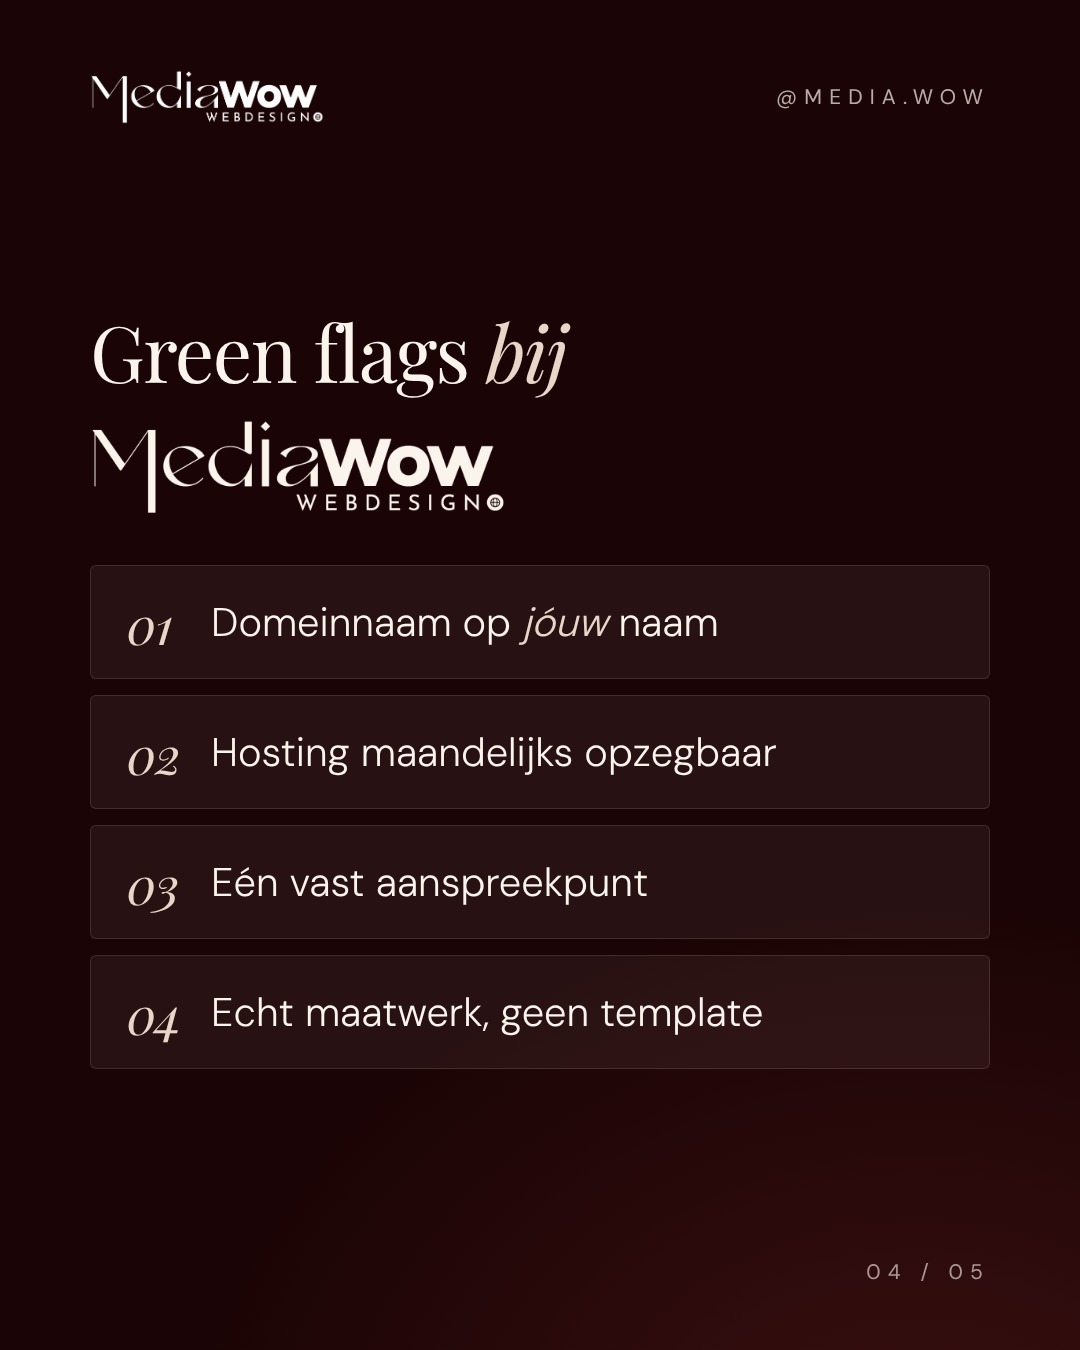 MediaWow
WEBDESIGN
@MEDIA.WOW
Green flags bij
MediaWow
WEBDESIGN
01 Domeinnaam op jóuw naam
02 Hosting maandelijks opzegbaar
03 Eén vast aanspreekpunt
04 Echt maatwerk, geen template
04 / 05